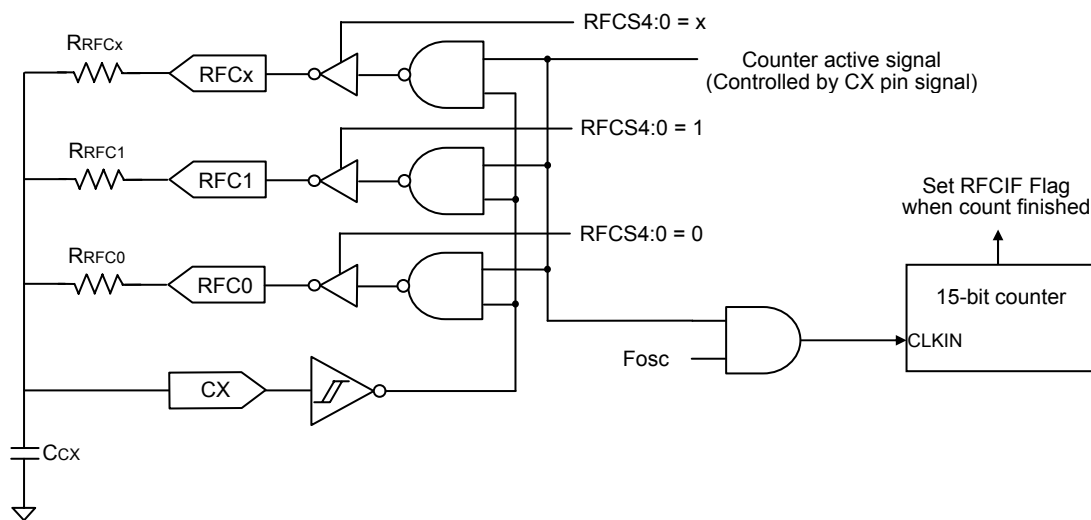 RFCS4:0 = x
RRFCx
RFCx
Counter active signal
(Controlled by CX pin signal)
RFCS4:0 = 1
RRFC1
RFC1
Set RFCIF Flag
when count finished
RFCS4:0 = 0
RRFC0
RFC0
15-bit counter
CLKIN
Fosc
CX
CCX